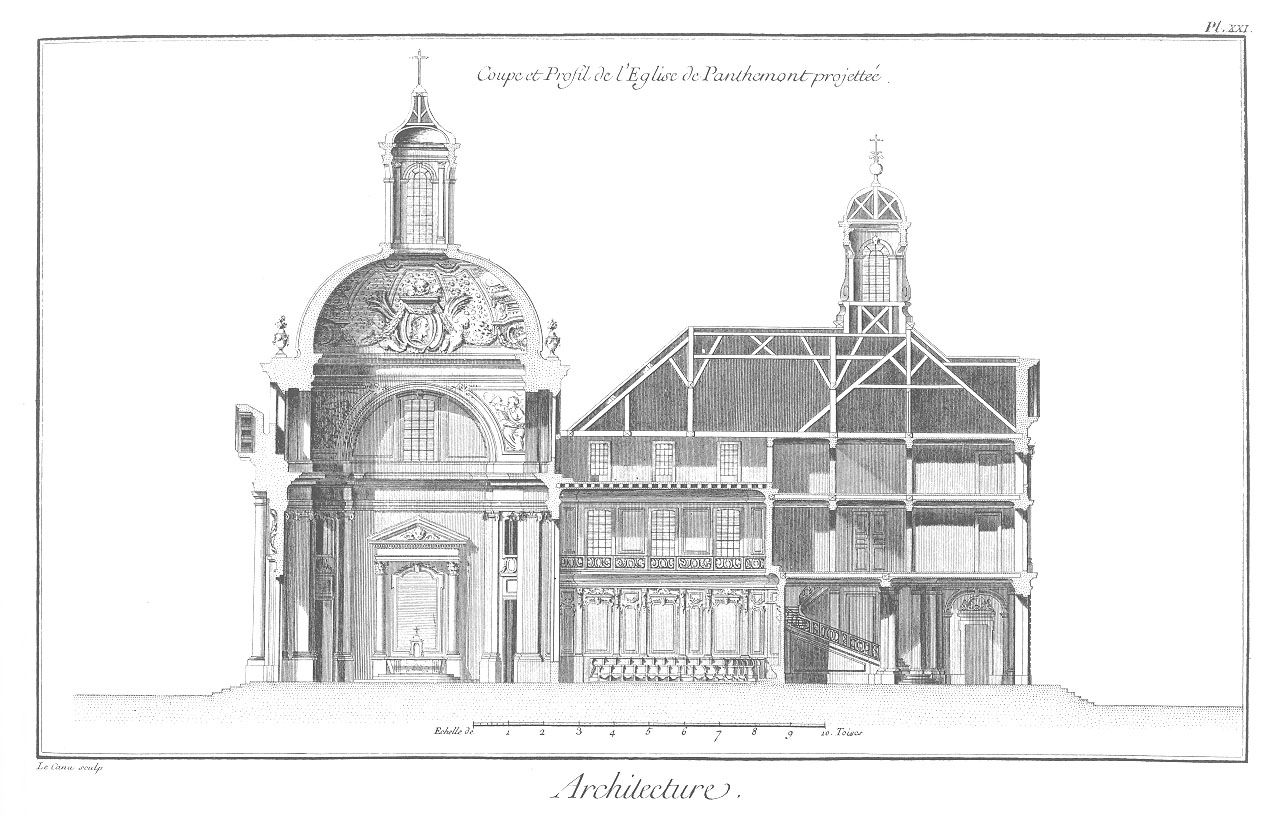 Pl. XXI.
Coupe et Profil de l'Eglise de Panthemont projettée.
Echelle de 1 2 3 4 5 6 7 8 9 10. Toises
Le Canu sculp
Architecture.